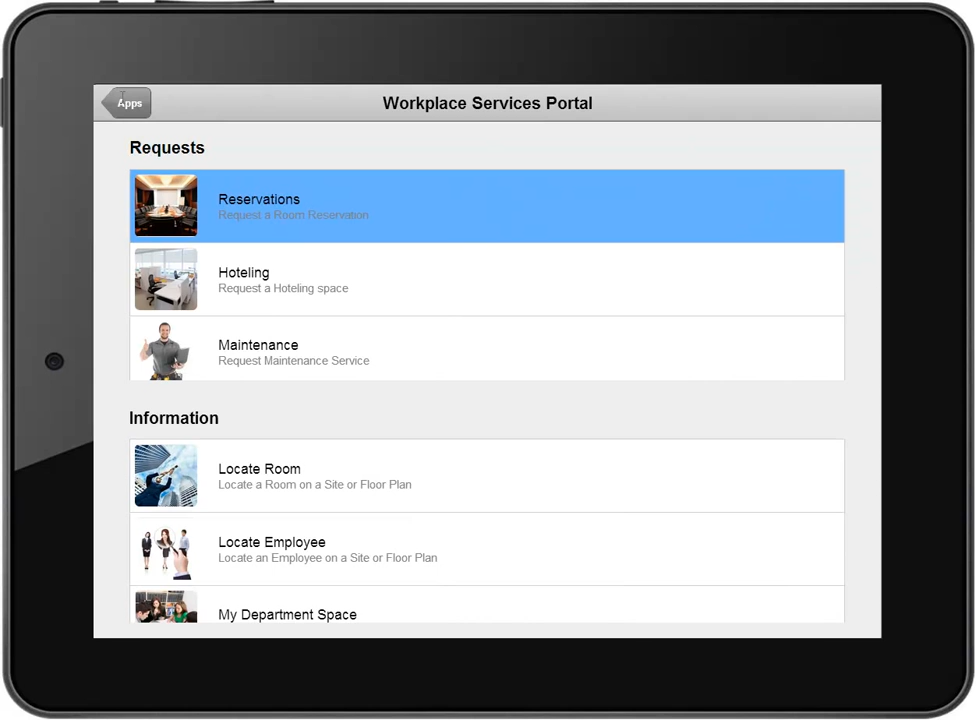 Apps
Workplace Services Portal
Requests
Reservations
Request a Room Reservation
Hoteling
Request a Hoteling space
Maintenance
Request Maintenance Service
Information
Locate Room
Locate a Room on a Site or Floor Plan
Locate Employee
Locate an Employee on a Site or Floor Plan
My Department Space